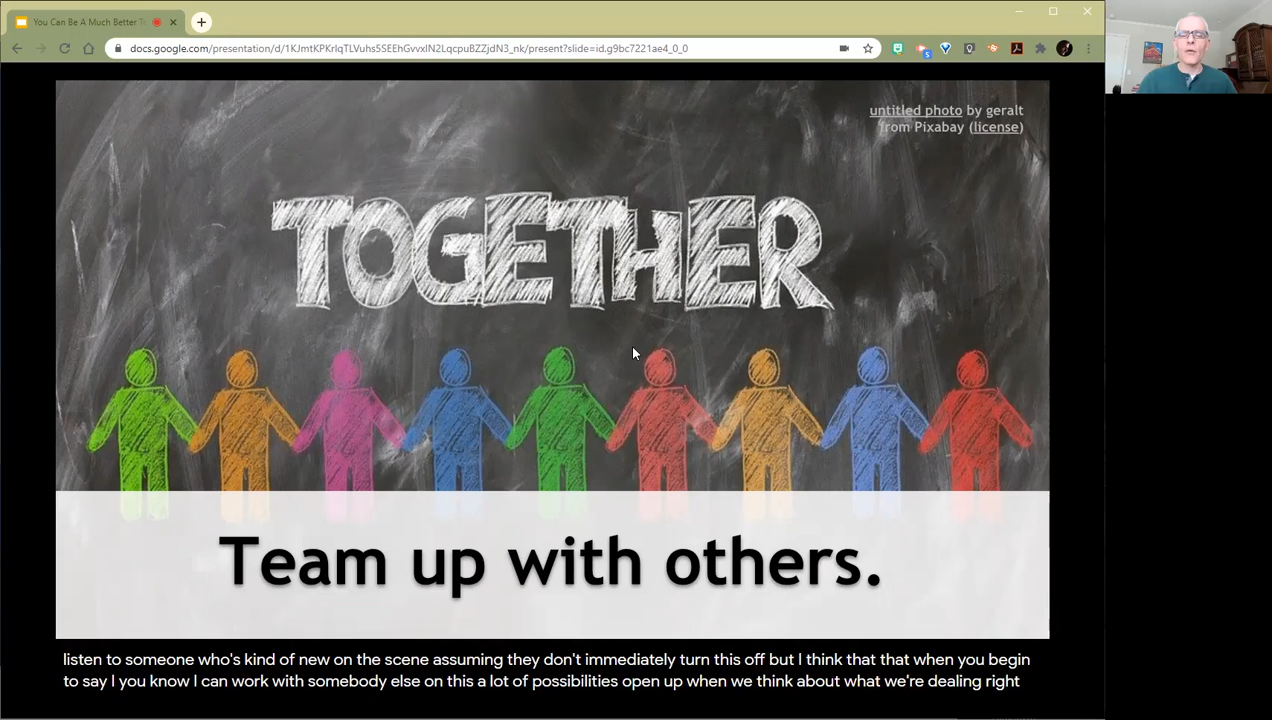 You Can Be A Much Better To
docs.google.com/presentation/d/1KJmtKPKrlqTLVuhs5SEEhGvvxlN2LqcpuBZZjdN3_nk/present?slide=id.g9bc7221ae4_0_0
5
untitled photo by geralt
from Pixabay (license)
TOGETHER
Team up with others.
listen to someone who's kind of new on the scene assuming they don't immediately turn this off but I think that that when you begin
to say I you know I can work with somebody else on this a lot of possibilities open up when we think about what we're dealing right